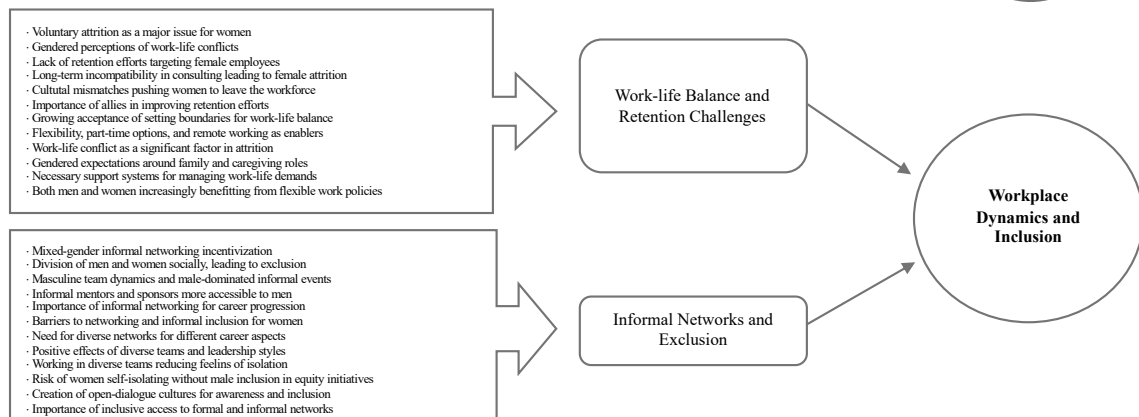 · Voluntary attrition as a major issue for women
· Gendered perceptions of work-life conflicts
· Lack of retention efforts targeting female employees
· Long-term incompatibility in consulting leading to female attrition
· Cultutal mismatches pushing women to leave the workforce
· Importance of allies in improving retention efforts
· Growing acceptance of setting boundaries for work-life balance
· Flexibility, part-time options, and remote working as enablers
· Work-life conflict as a significant factor in attrition
· Gendered expectations around family and caregiving roles
· Necessary support systems for managing work-life demands
· Both men and women increasingly benefitting from flexible work policies
Work-life Balance and
Retention Challenges
Workplace
Dynamics and
Inclusion
· Mixed-gender informal networking incentivization
· Division of men and women socially, leading to exclusion
· Masculine team dynamics and male-dominated informal events
· Informal mentors and sponsors more accessible to men
· Importance of informal networking for career progression
· Barriers to networking and informal inclusion for women
· Need for diverse networks for different career aspects
· Positive effects of diverse teams and leadership styles
· Working in diverse teams reducing feelins of isolation
· Risk of women self-isolating without male inclusion in equity initiatives
· Creation of open-dialogue cultures for awareness and inclusion
· Importance of inclusive access to formal and informal networks
Informal Networks and
Exclusion